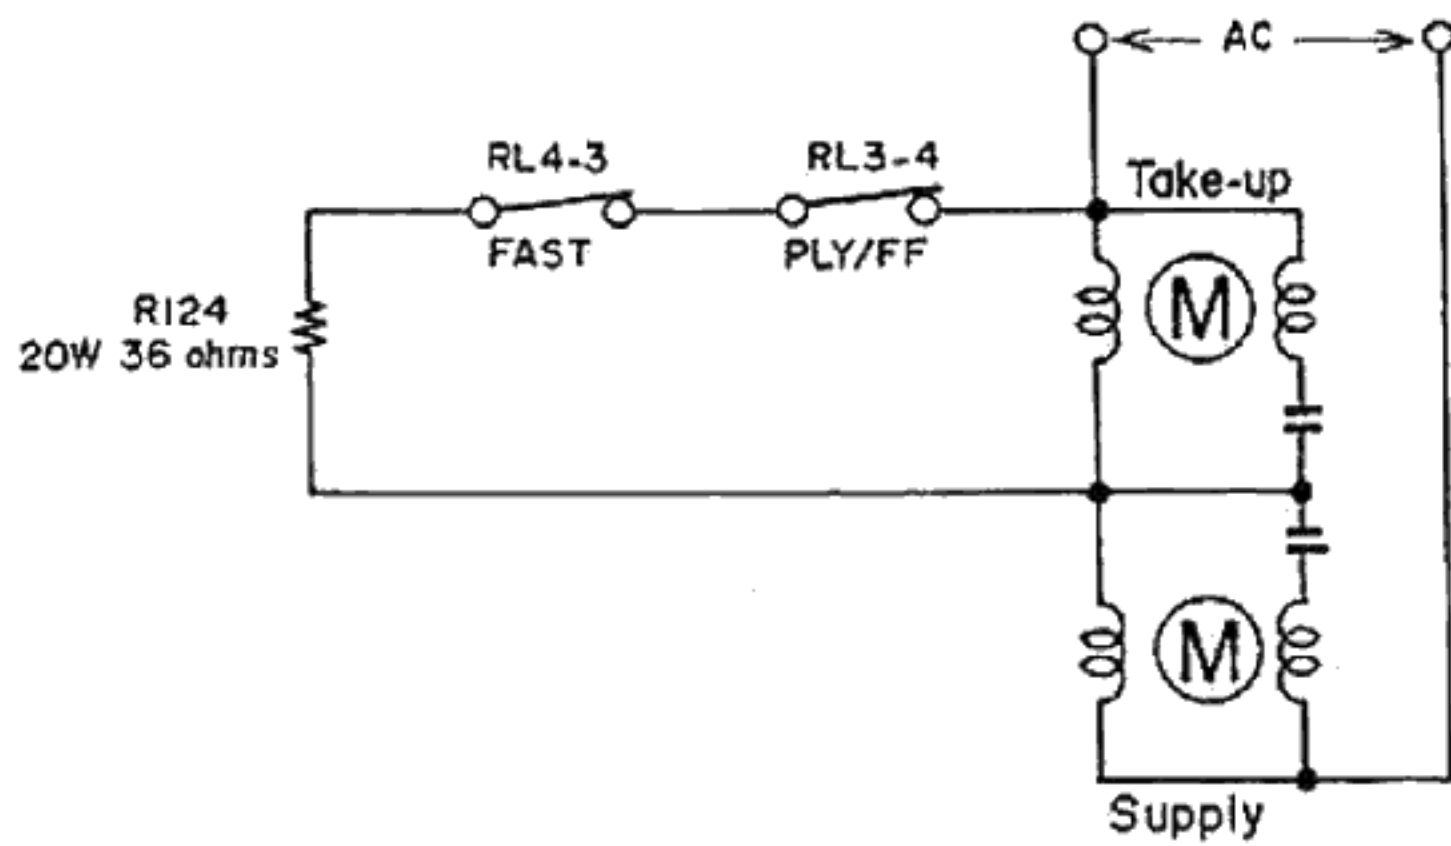 AC
RL4-3
RL3-4
Take-up
FAST
PLY/FF
M
R124
20W 36 ohms
M
Supply